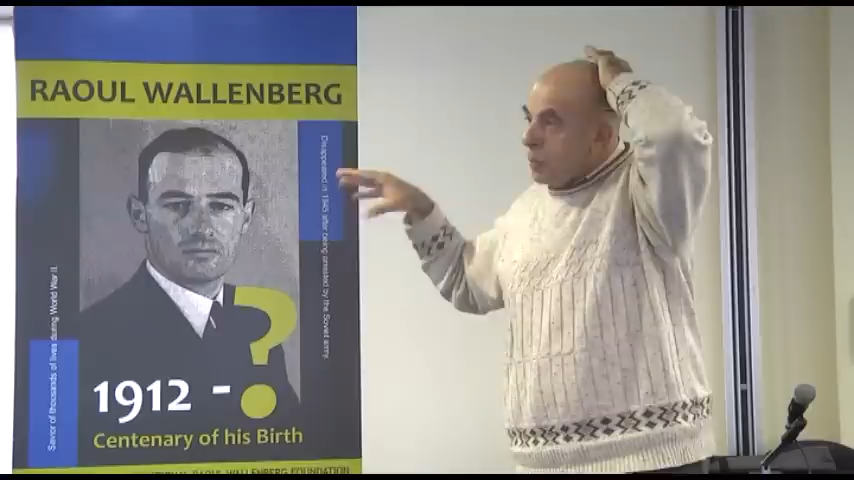 RAOUL WALLENBERG
Disappeared in 1945 after being arrested by the Soviet army.
Savior of thousands of lives during World War II.
1912 - ?
Centenary of his Birth
RAOUL WALLENBERG FOUNDATION